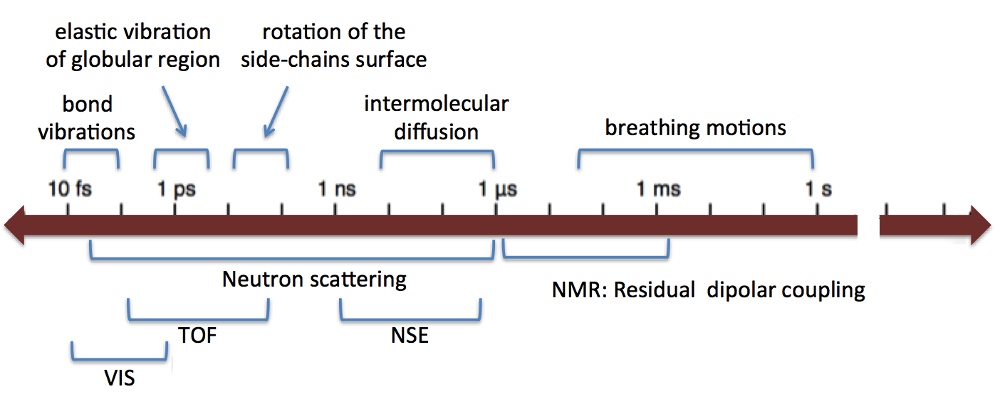 elastic vibration
of globular region
rotation of the
side-chains surface
bond
vibrations
intermolecular
diffusion
breathing motions
10 fs
1 ps
1 ns
1 µs
1 ms
1 s
Neutron scattering
NMR: Residual  dipolar coupling
TOF
NSE
VIS